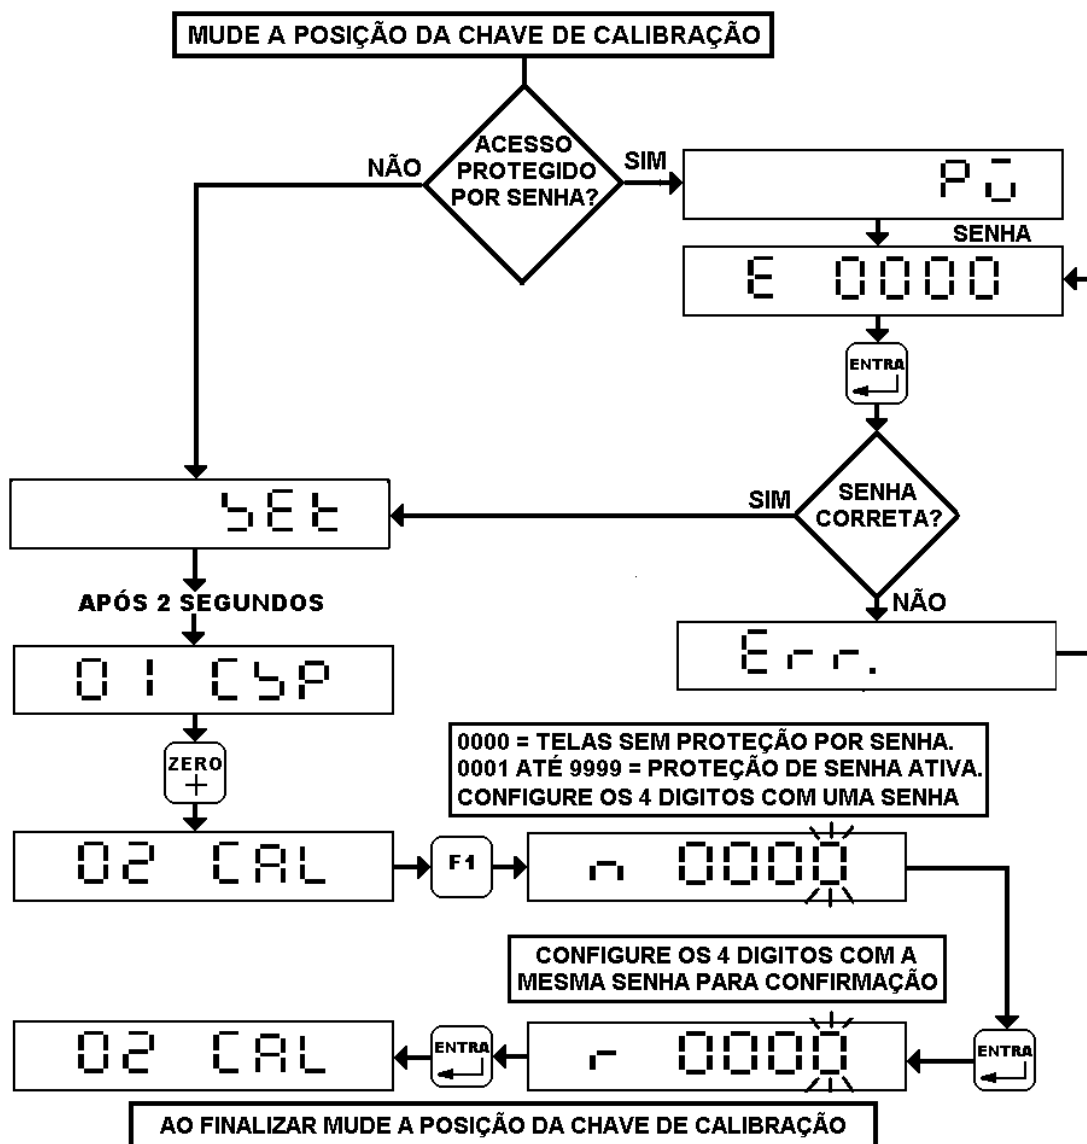 MUDE A POSIÇÃO DA CHAVE DE CALIBRAÇÃO
ACESSO
PROTEGIDO
POR SENHA?
NÃO
SIM
Pū
SENHA
E 0000
ENTRA
SENHA
CORRETA?
SIM
NÃO
SEt
Err.
APÓS 2 SEGUNDOS
01 CSP
ZERO
+
0000 = TELAS SEM PROTEÇÃO POR SENHA.
0001 ATÉ 9999 = PROTEÇÃO DE SENHA ATIVA.
CONFIGURE OS 4 DIGITOS COM UMA SENHA
02 CAL
F1
n 0000
CONFIGURE OS 4 DIGITOS COM A
MESMA SENHA PARA CONFIRMAÇÃO
ENTRA
r 0000
ENTRA
02 CAL
AO FINALIZAR MUDE A POSIÇÃO DA CHAVE DE CALIBRAÇÃO